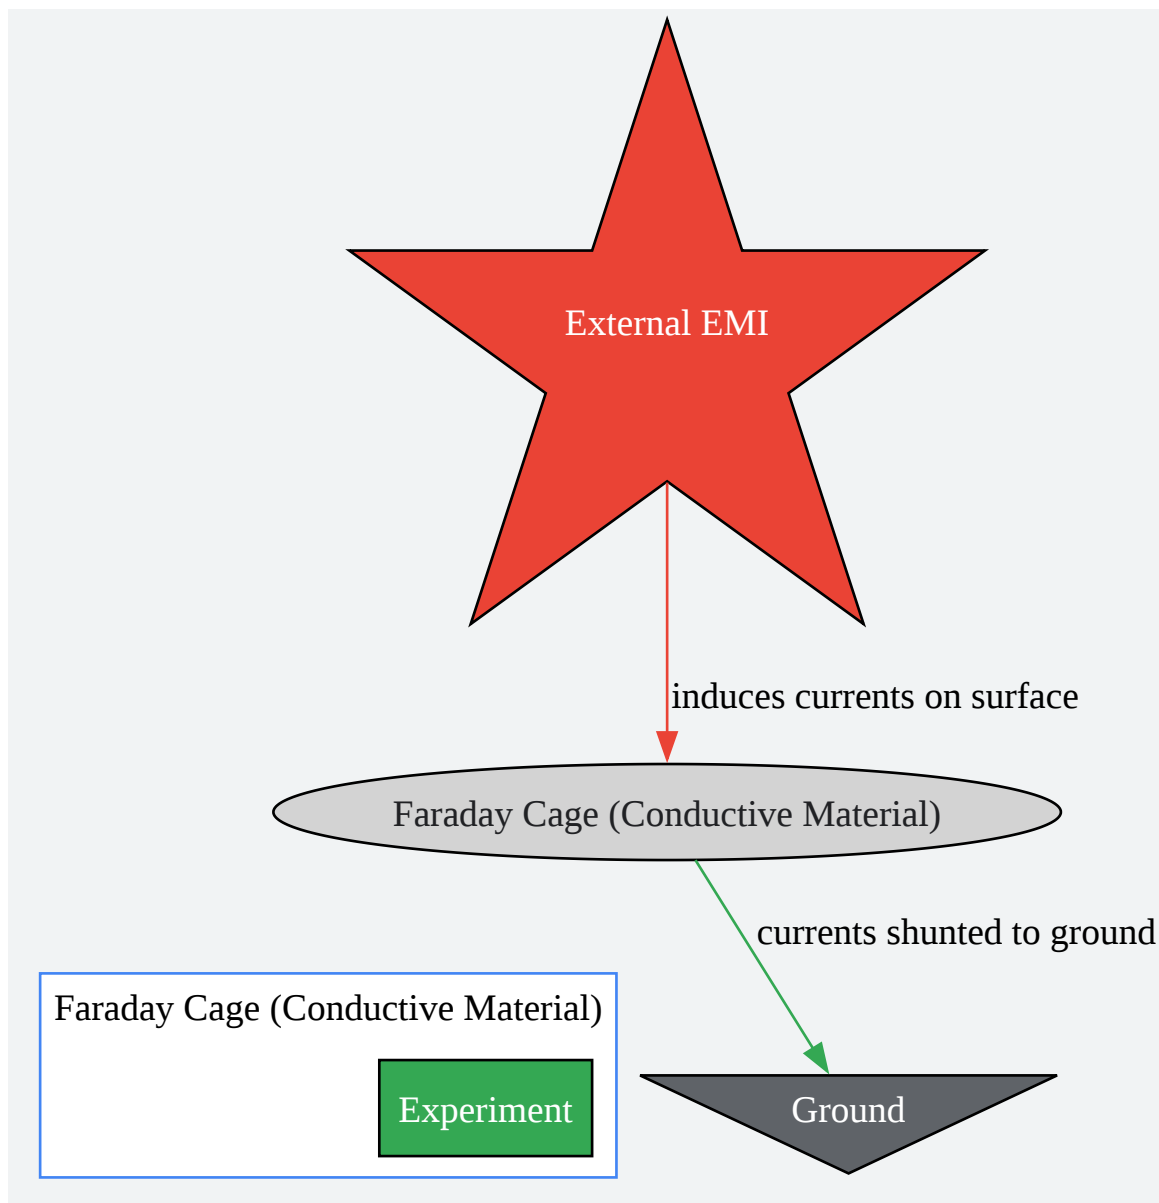 External EMI
induces currents on surface
Faraday Cage (Conductive Material)
currents shunted to ground
Faraday Cage (Conductive Material)
Experiment
Ground